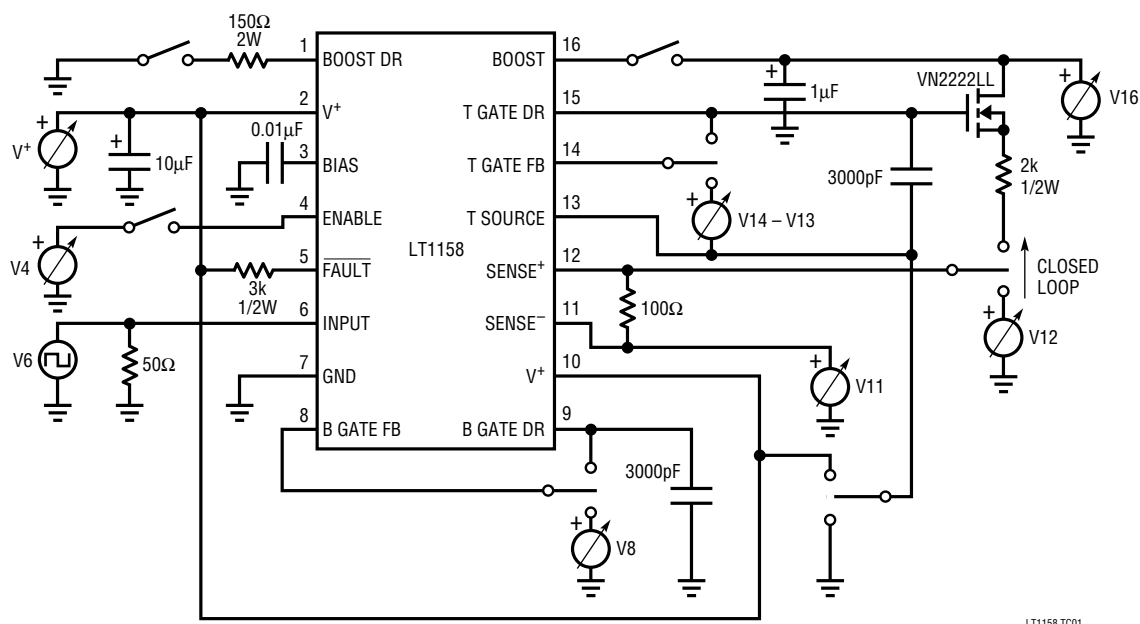 150Ω
2W
1
BOOST DR
BOOST
16
VN2222LL
+
1µF
+
V16
2
V+
T GATE DR
15
+
V+
+
10µF
0.01µF
3
BIAS
T GATE FB
14
3000pF
2k
1/2W
4
ENABLE
T SOURCE
13
+
V14 – V13
+
V4
LT1158
5
FAULT
SENSE+
12
CLOSED
LOOP
3k
1/2W
100Ω
6
INPUT
SENSE–
11
+
V12
V6
50Ω
7
GND
V+
10
+
V11
8
B GATE FB
B GATE DR
9
3000pF
+
V8
LT1158 TC01